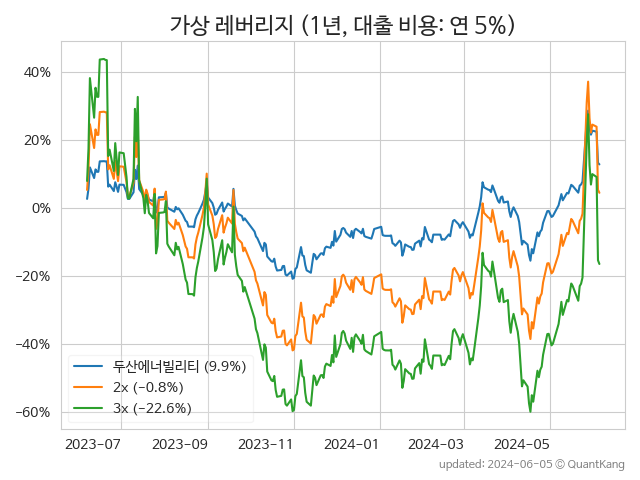 가상 레버리지 (1년, 대출 비용: 연 5%)
40%
20%
0%
−20%
−40%
−60%
두산에너빌리티 (9.9%)
2x (−0.8%)
3x (−22.6%)
2023-07 2023-09 2023-11 2024-01 2024-03 2024-05
updated: 2024-06-05 © QuantKang